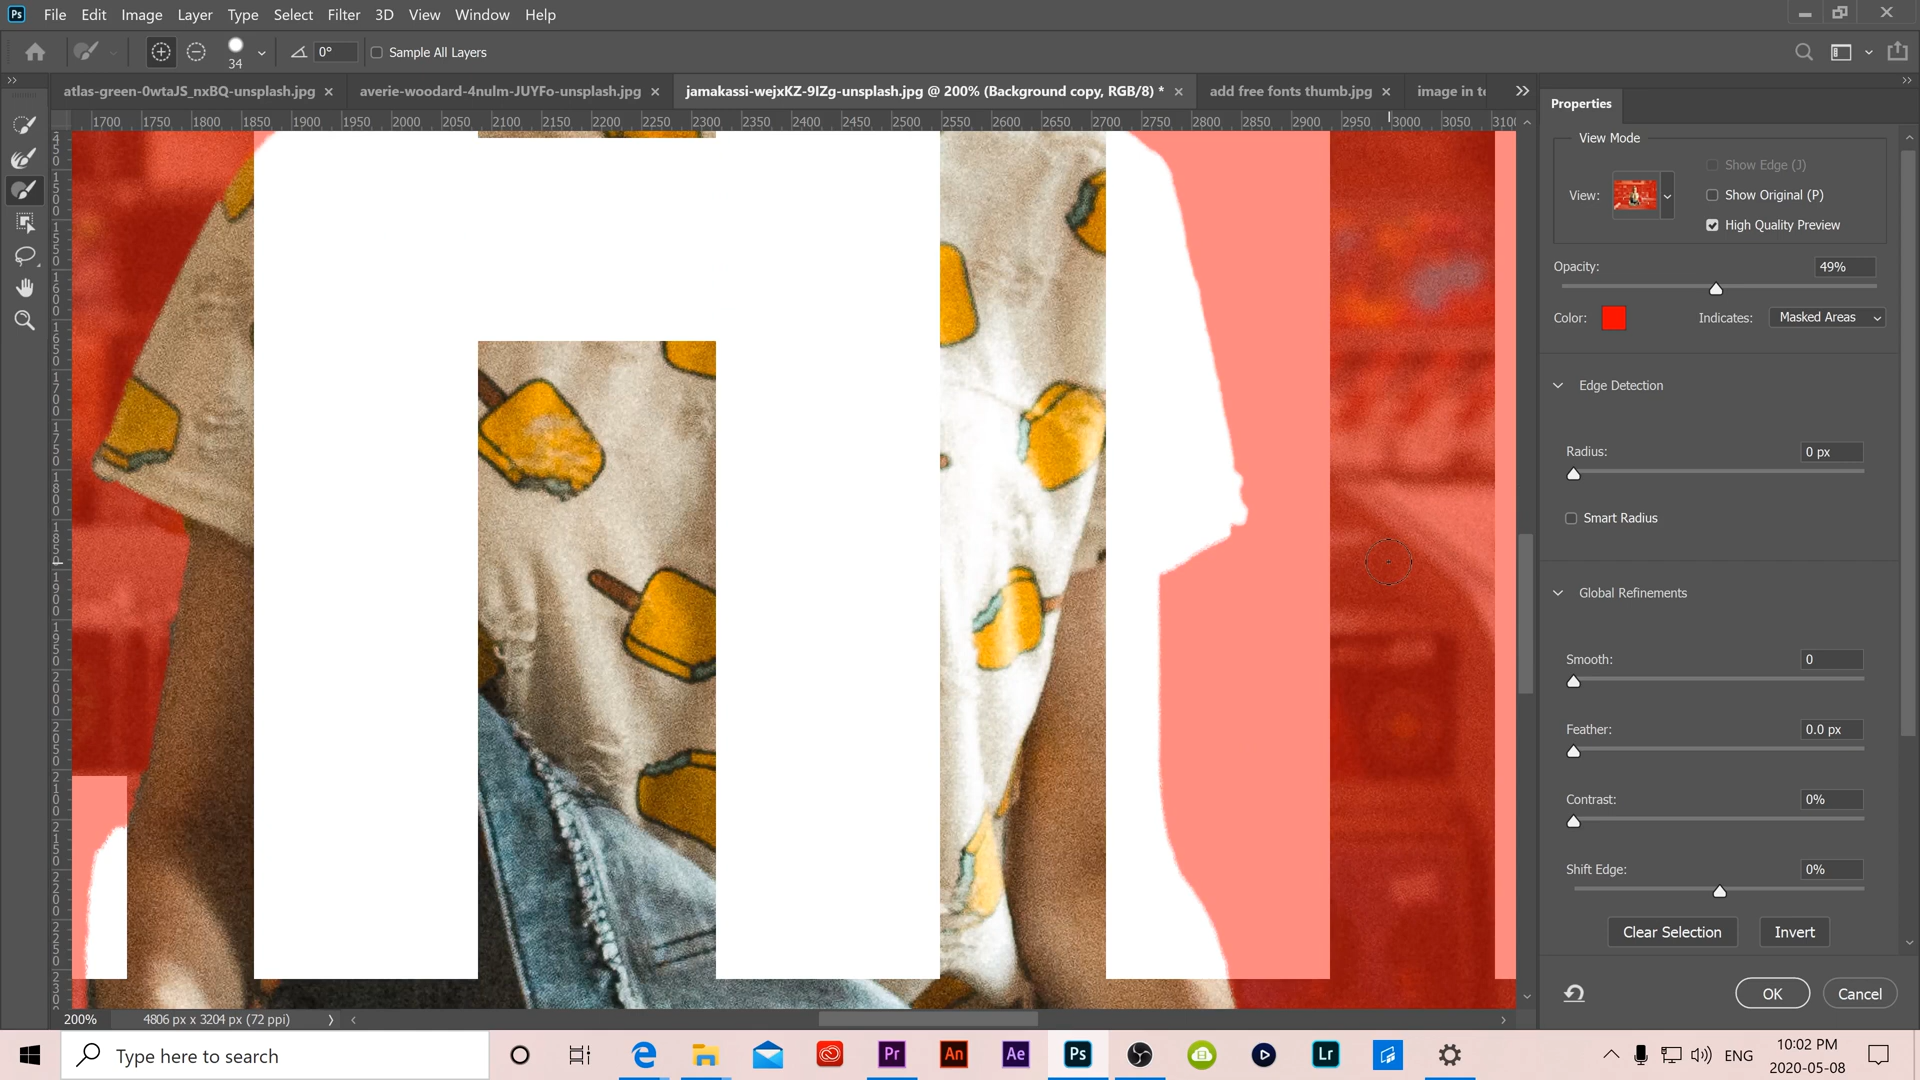 Ps File Edit Image Layer Type Select Filter 3D View Window Help
34 0° Sample All Layers
atlas-green-0wtaJS_nxBQ-unsplash.jpg × averie-woodard-4nulm-JUYFo-unsplash.jpg × jamakassi-wejxKZ-9IZg-unsplash.jpg @ 200% (Background copy, RGB/8) * × add free fonts thumb.jpg × image in te
1700 1750 1800 1850 1900 1950 2000 2050 2100 2150 2200 2250 2300 2350 2400 2450 2500 2550 2600 2650 2700 2750 2800 2850 2900 2950 3000 3050 3100
Properties
View Mode
Show Edge (J)
View: Show Original (P)
High Quality Preview
Opacity: 49%
Color: Indicates: Masked Areas
Edge Detection
Radius: 0 px
Smart Radius
Global Refinements
Smooth: 0
Feather: 0.0 px
Contrast: 0%
Shift Edge: 0%
Clear Selection Invert
OK Cancel
200% 4806 px x 3204 px (72 ppi)
Type here to search
Pr An Ae Ps Lr
ENG
10:02 PM
2020-05-08